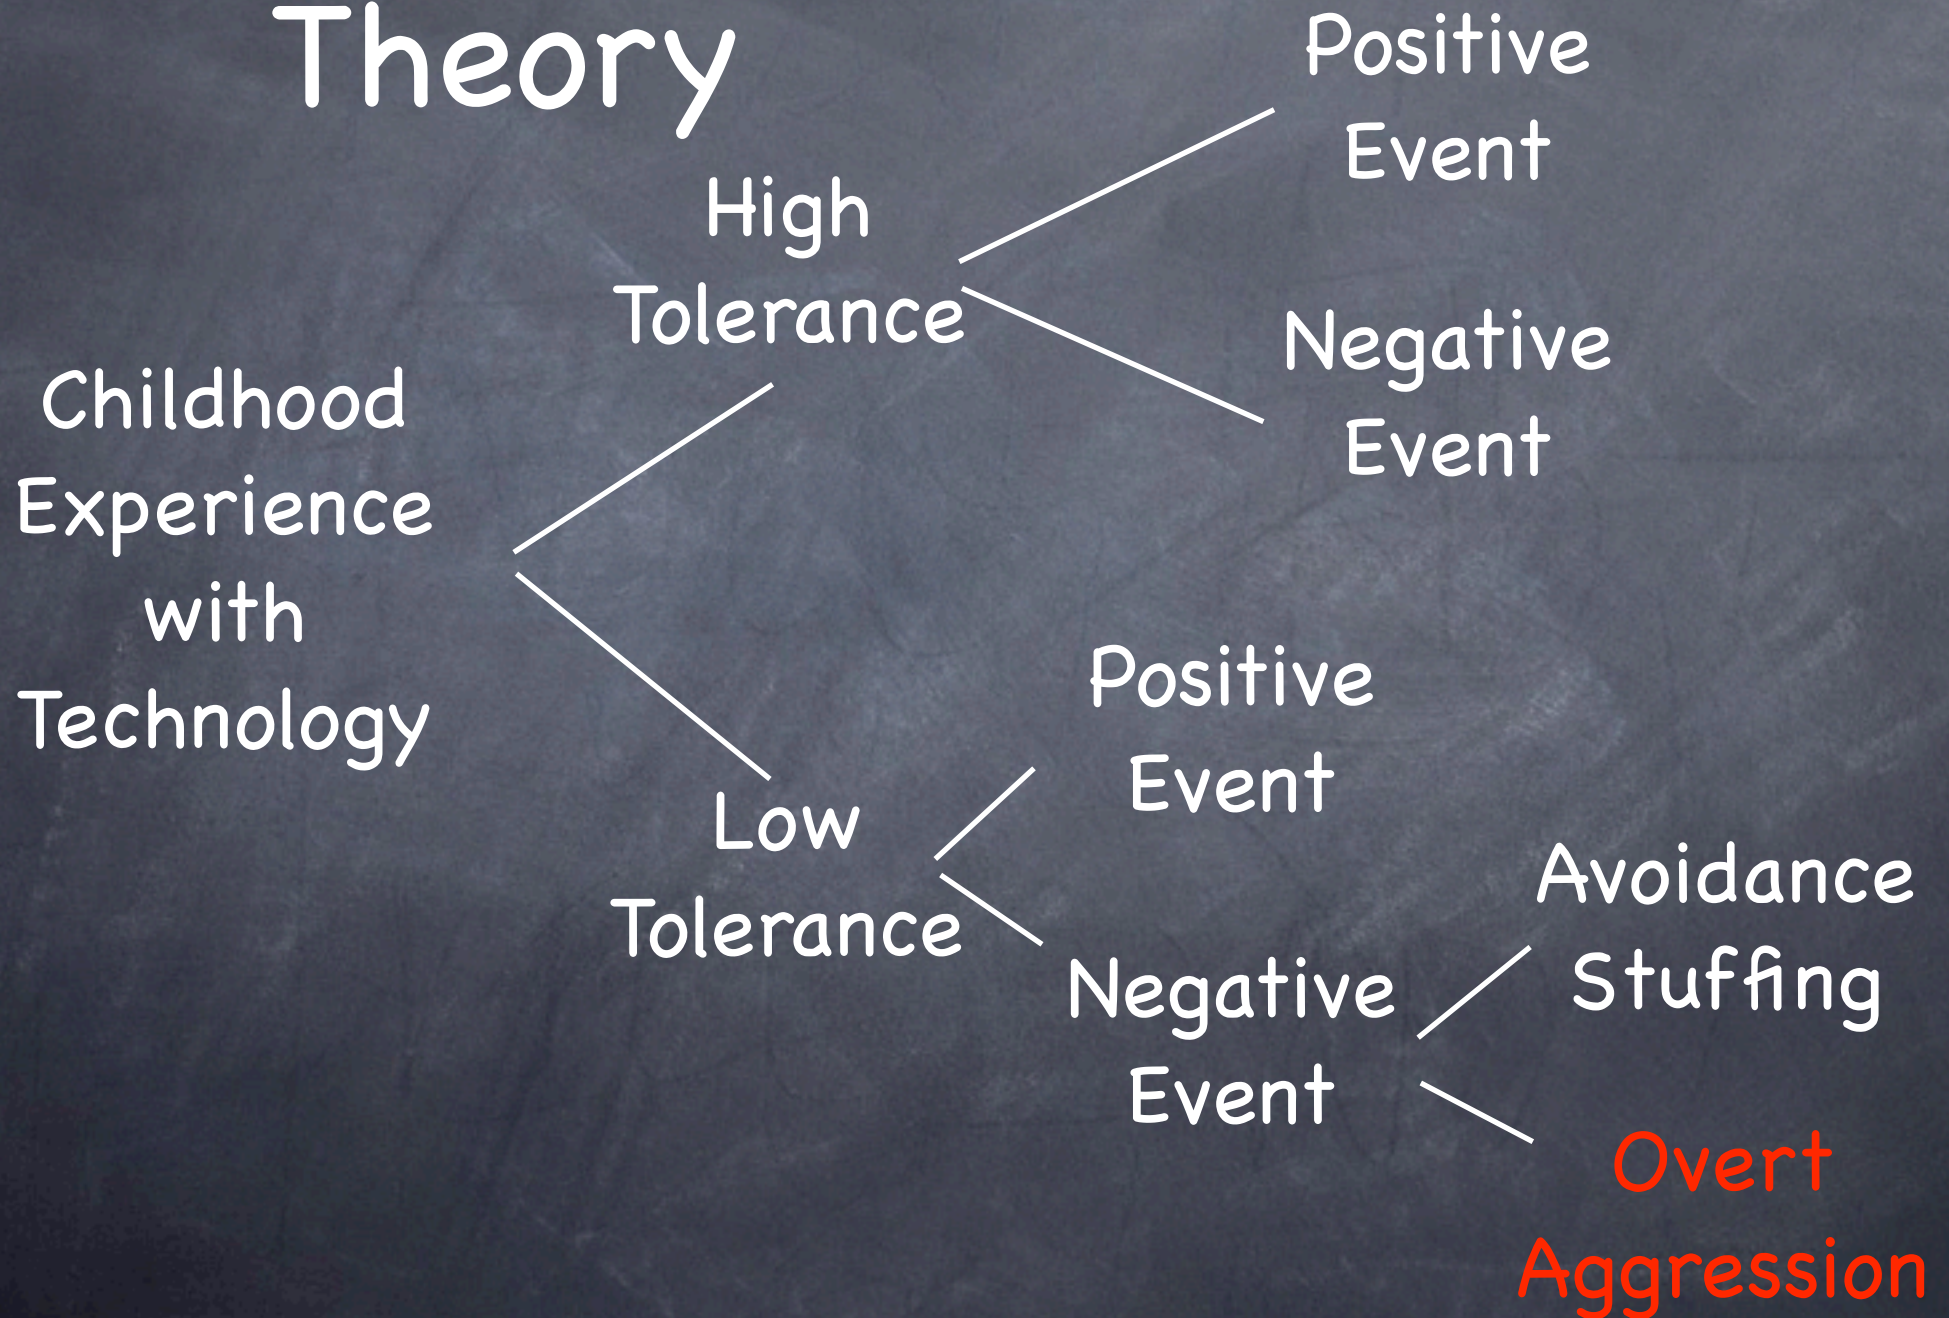 Theory
Positive
Event
High
Tolerance
Negative
Event
Childhood
Experience
with
Technology
Positive
Event
Low
Tolerance
Negative
Event
Avoidance
Stuffing
Overt
Aggression